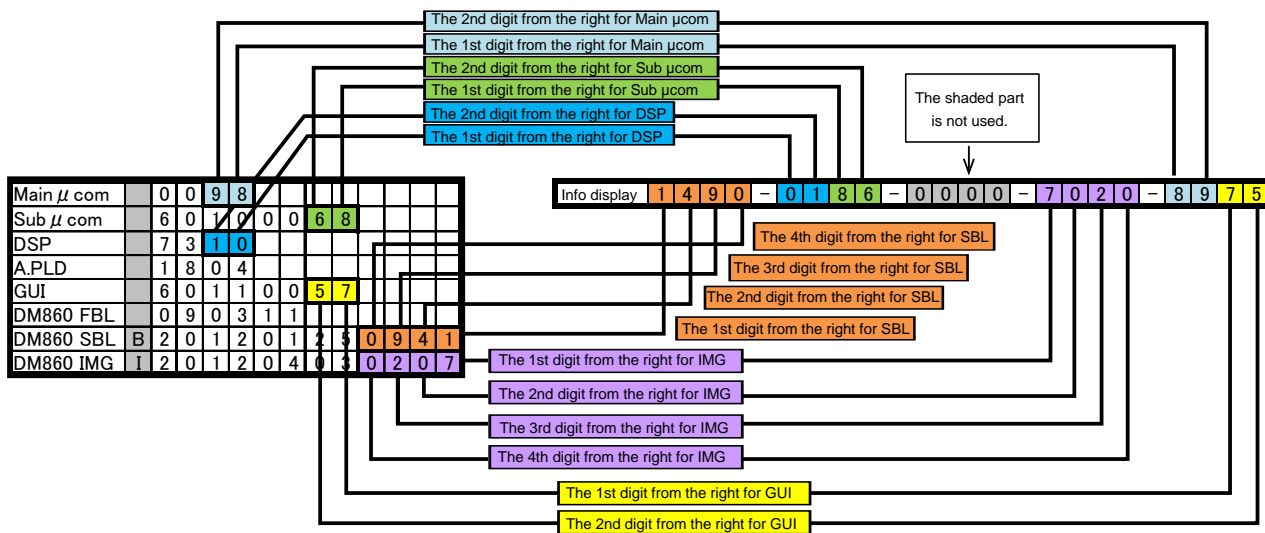 The 2nd digit from the right for Main μcom
The 1st digit from the right for Main μcom
The 2nd digit from the right for Sub μcom
The 1st digit from the right for Sub μcom
The 2nd digit from the right for DSP
The 1st digit from the right for DSP
The shaded part
is not used.
Main μ com 0 0 9 8
Sub μ com 6 0 1 0 0 0 6 8
DSP 7 3 1 0
A.PLD 1 8 0 4
GUI 6 0 1 1 0 0 5 7
DM860 FBL 0 9 0 3 1 1
DM860 SBL B 2 0 1 2 0 1 2 5 0 9 4 1
DM860 IMG I 2 0 1 2 0 4 0 3 0 2 0 7
Info display 1 4 9 0 - 0 1 8 6 - 0 0 0 0 - 7 0 2 0 - 8 9 7 5
The 4th digit from the right for SBL
The 3rd digit from the right for SBL
The 2nd digit from the right for SBL
The 1st digit from the right for SBL
The 1st digit from the right for IMG
The 2nd digit from the right for IMG
The 3rd digit from the right for IMG
The 4th digit from the right for IMG
The 1st digit from the right for GUI
The 2nd digit from the right for GUI